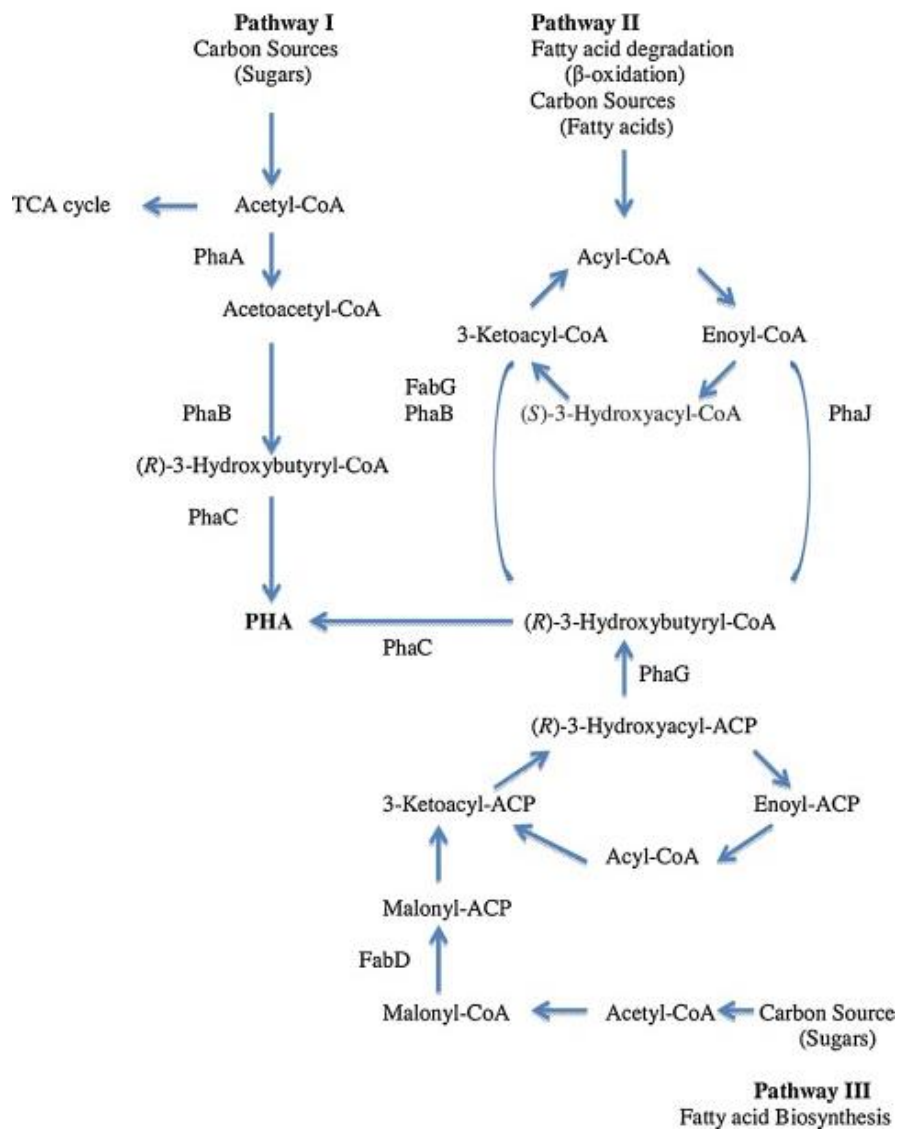 Pathway I
Carbon Sources
(Sugars)
Pathway II
Fatty acid degradation
(β-oxidation)
Carbon Sources
(Fatty acids)
TCA cycle
Acetyl-CoA
PhaA
Acetoacetyl-CoA
PhaB
(R)-3-Hydroxybutyryl-CoA
PhaC
PHA
Acyl-CoA
3-Ketoacyl-CoA
Enoyl-CoA
FabG
PhaB
(S)-3-Hydroxyacyl-CoA
PhaJ
(R)-3-Hydroxybutyryl-CoA
PhaC
PhaG
(R)-3-Hydroxyacyl-ACP
3-Ketoacyl-ACP
Enoyl-ACP
Acyl-CoA
Malonyl-ACP
FabD
Malonyl-CoA
Acetyl-CoA
Carbon Source
(Sugars)
Pathway III
Fatty acid Biosynthesis